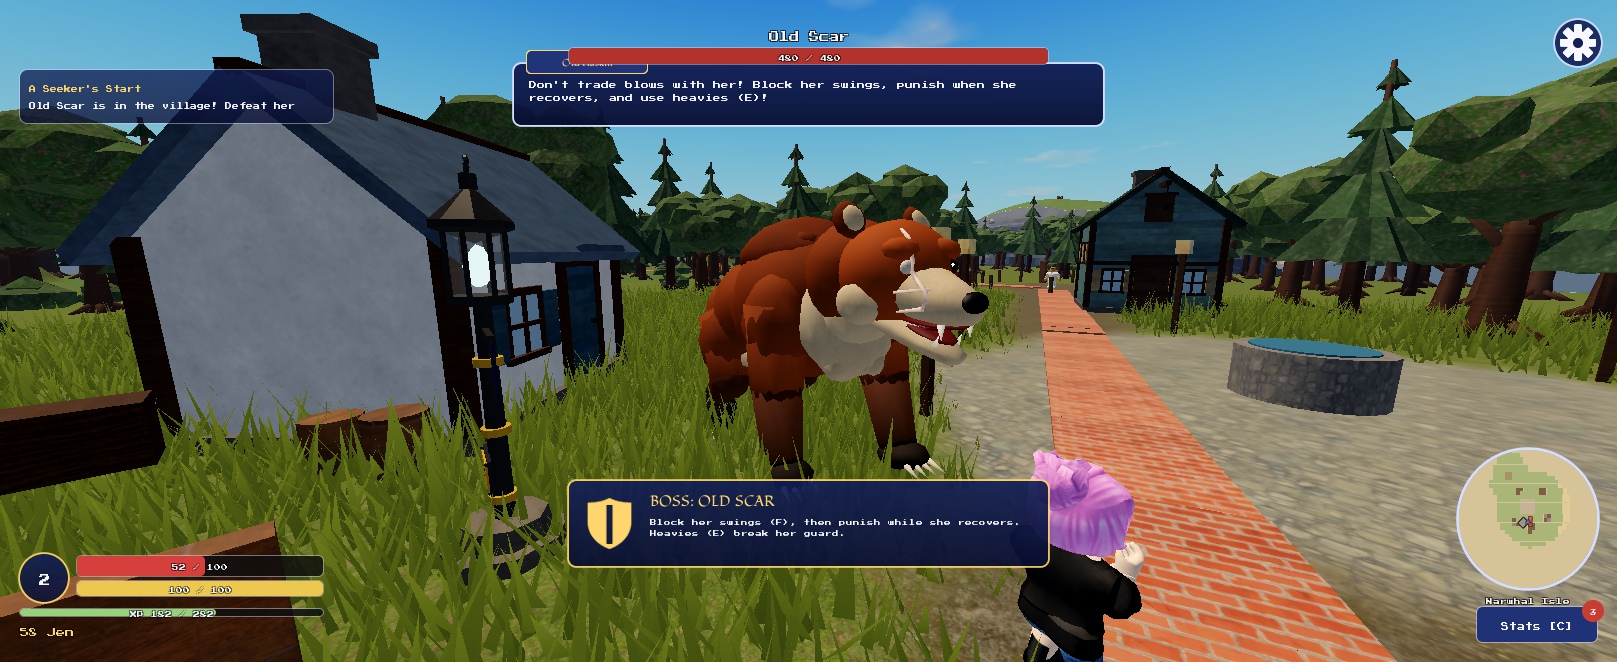 Old Scar
480 / 480
A Seeker's Start
Old Scar is in the village! Defeat her
Don't trade blows with her! Block her swings, punish when she
recovers, and use heavies (E)!
BOSS: OLD SCAR
Block her swings (F), then punish while she recovers.
Heavies (E) break her guard.
2
52 / 100
100 / 100
XP 182 / 282
58 Jen
Narwhal Isle
3
Stats [C]